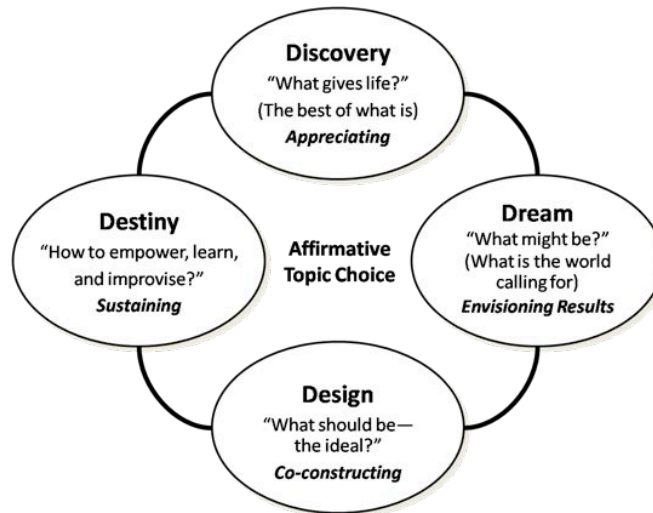 Discovery
“What gives life?”
(The best of what is)
Appreciating
Destiny
“How to empower, learn,
and improvise?”
Sustaining
Affirmative
Topic Choice
Dream
“What might be?”
(What is the world
calling for)
Envisioning Results
Design
“What should be—
the ideal?”
Co-constructing